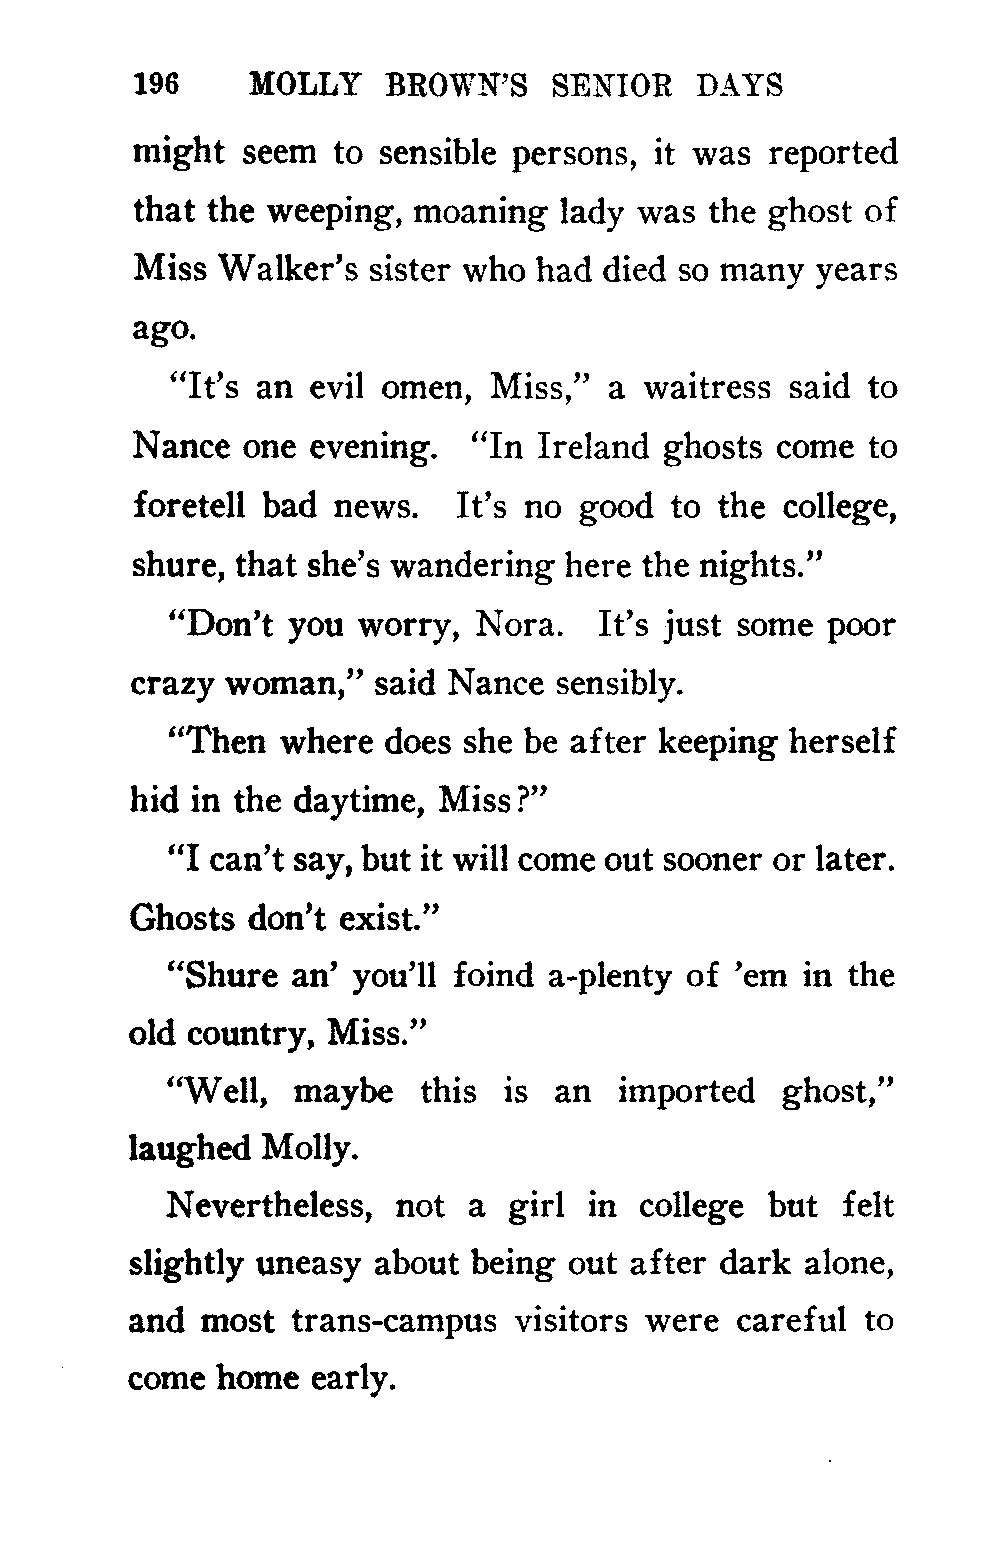 196 MOLLY BROWN'S SENIOR DAYS
might seem to sensible persons, it was reported
that the weeping, moaning lady was the ghost of
Miss Walker's sister who had died so many years
ago.
"It's an evil omen, Miss," a waitress said to
Nance one evening. "In Ireland ghosts come to
foretell bad news. It's no good to the college,
shure, that she's wandering here the nights."
"Don't you worry, Nora. It's just some poor
crazy woman," said Nance sensibly.
"Then where does she be after keeping herself
hid in the daytime, Miss?"
"I can't say, but it will come out sooner or later.
Ghosts don't exist."
"Shure an' you'll foind a-plenty of 'em in the
old country, Miss."
"Well, maybe this is an imported ghost,"
laughed Molly.
Nevertheless, not a girl in college but felt
slightly uneasy about being out after dark alone,
and most trans-campus visitors were careful to
come home early.